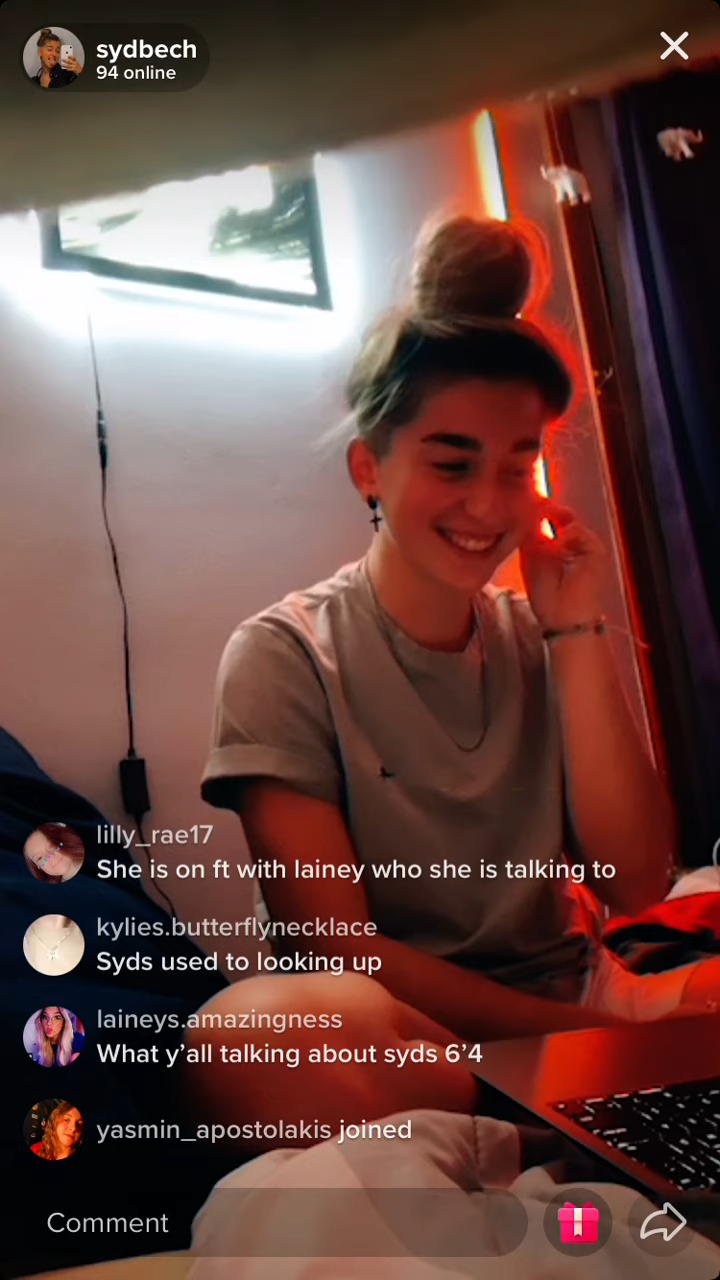 sydbech
94 online
lilly_rae17
She is on ft with lainey who she is talking to
kylies.butterflynecklace
Syds used to looking up
laineys.amazingness
What y’all talking about syds 6’4
yasmin_apostolakis joined
Comment